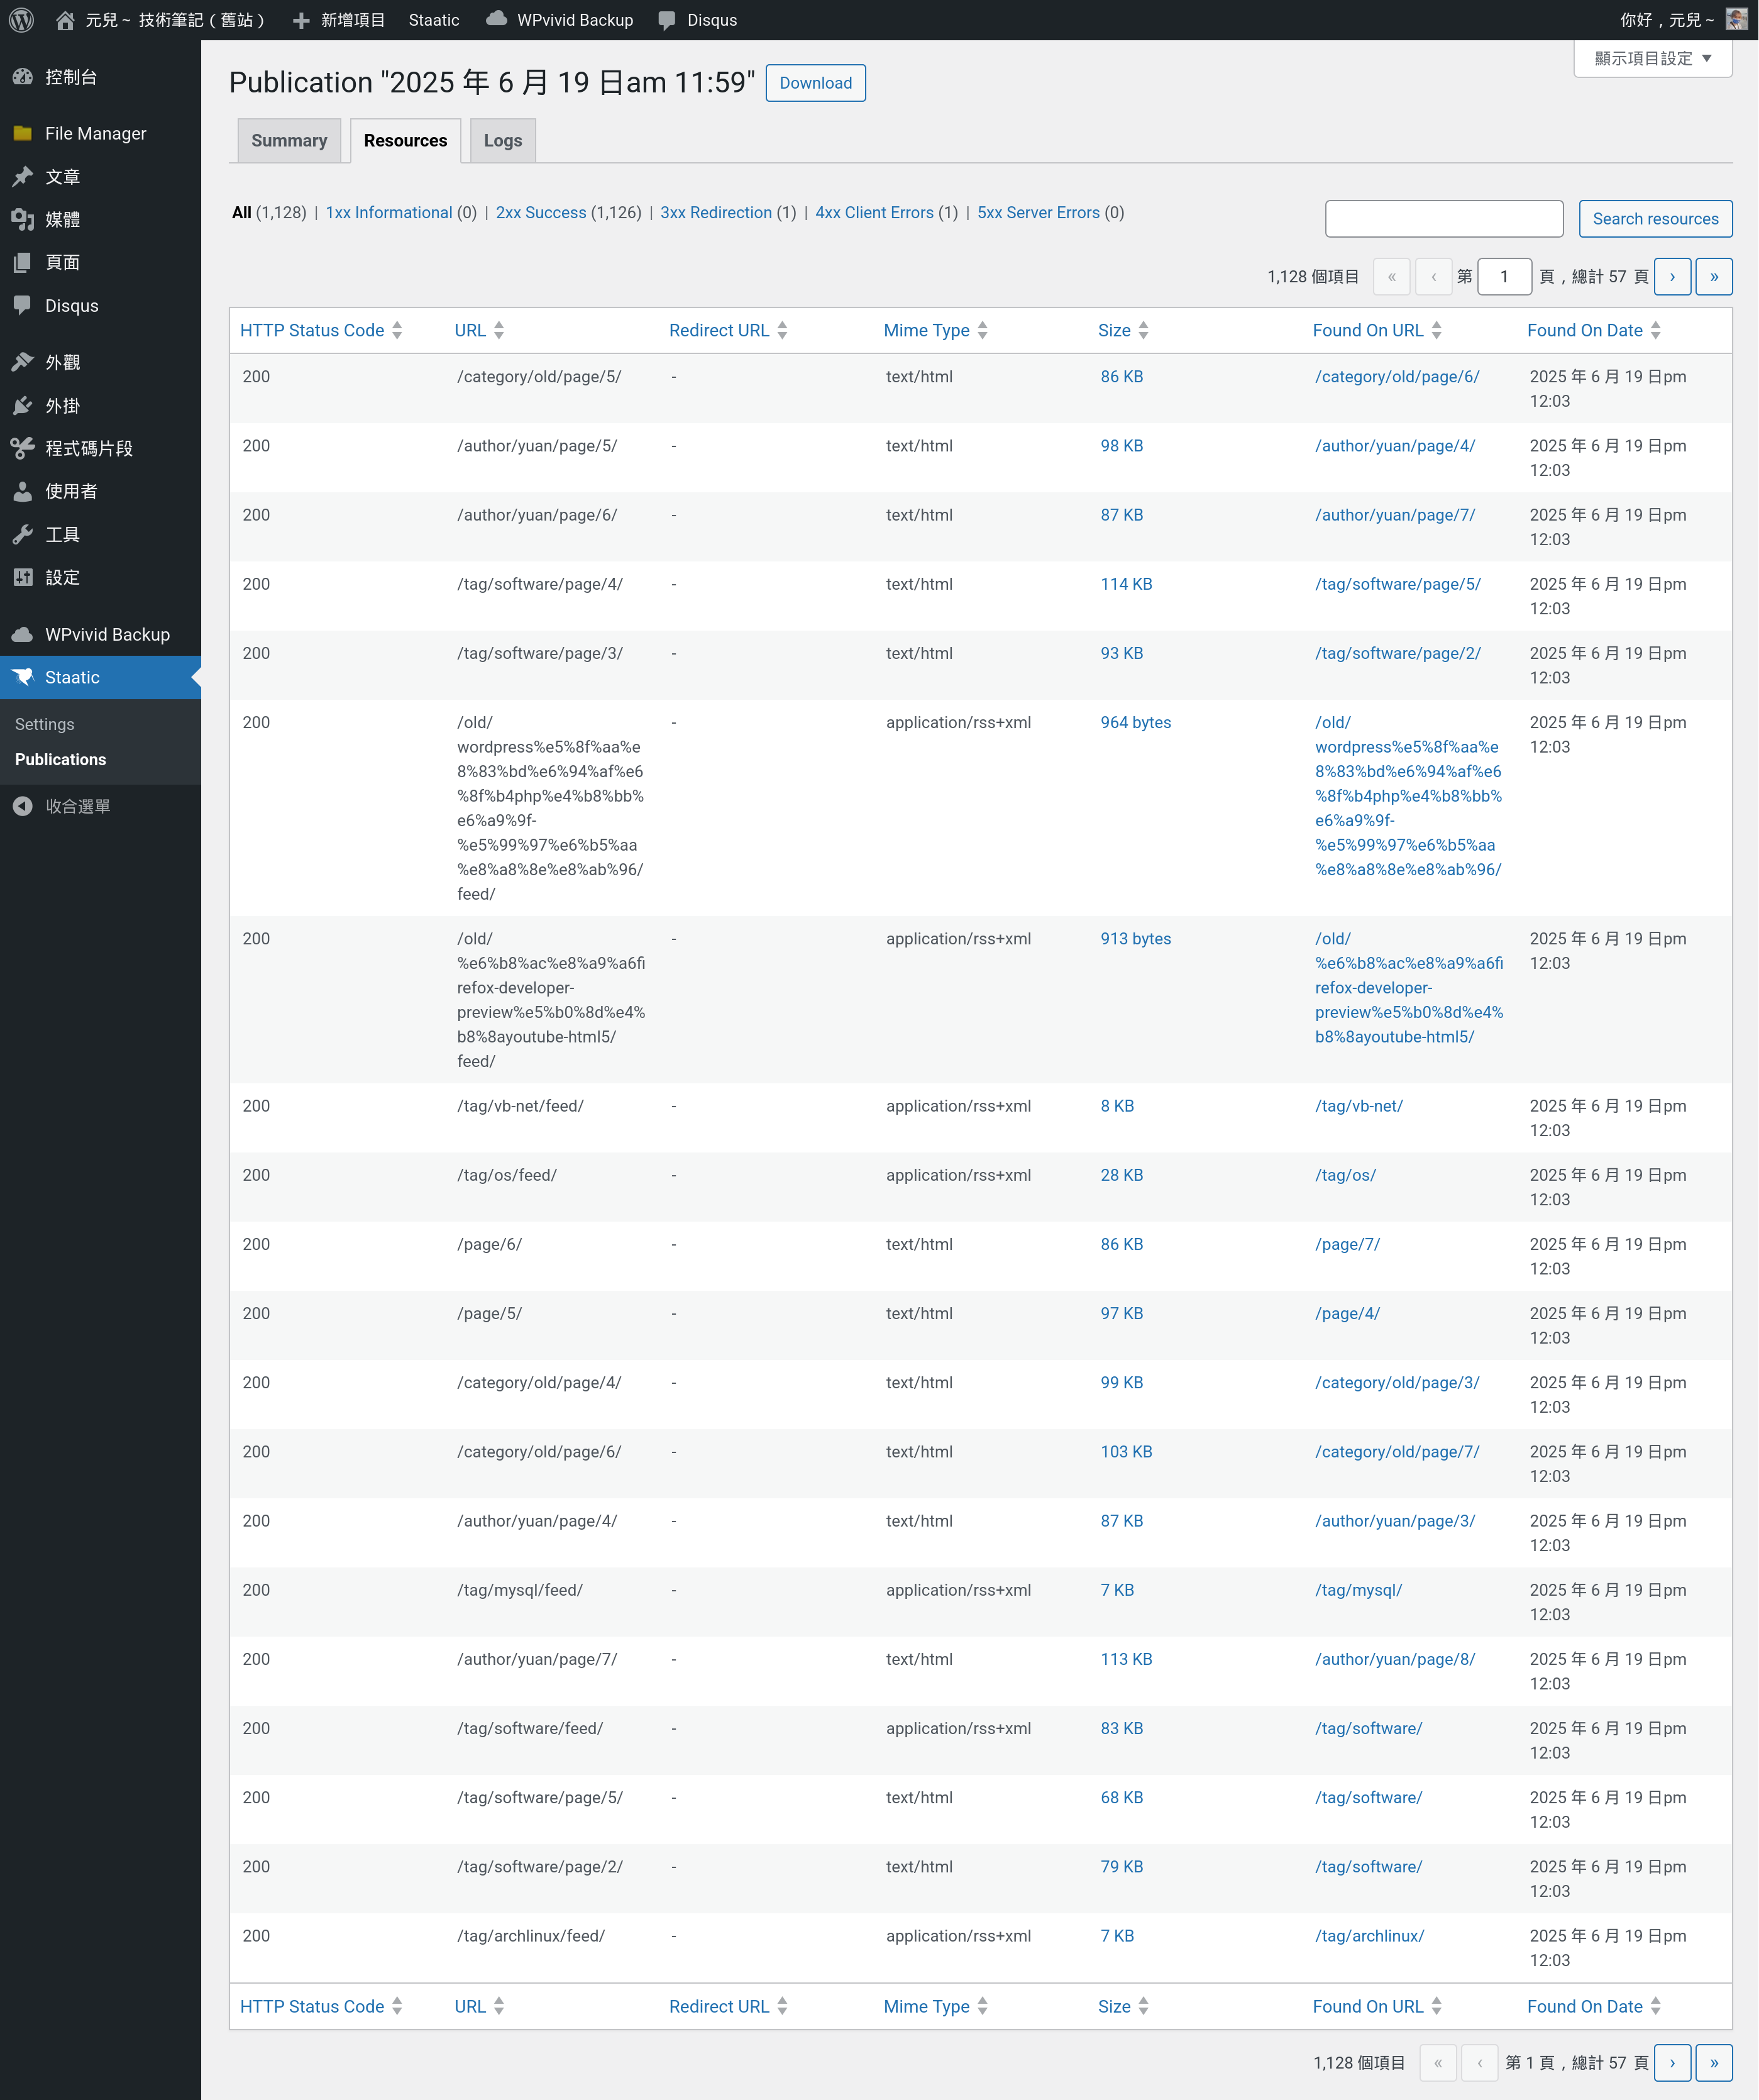 元兒 ~ 技術筆記 ( 舊站 )
新增項目
Staatic
WPvivid Backup
Disqus
你好 , 元兒 ~
控制台
File Manager
文章
媒體
頁面
Disqus
外觀
外掛
程式碼片段
使用者
工具
設定
WPvivid Backup
Staatic
Settings
Publications
收合選單
顯示項目設定 ▼
Publication "2025 年 6 月 19 日am 11:59"
Download
Summary
Resources
Logs
All (1,128) | 1xx Informational (0) | 2xx Success (1,126) | 3xx Redirection (1) | 4xx Client Errors (1) | 5xx Server Errors (0)
Search resources
1,128 個項目 « ‹ 第 1 頁 , 總計 57 頁 › »
HTTP Status Code URL Redirect URL Mime Type Size Found On URL Found On Date
200 /category/old/page/5/ - text/html 86 KB /category/old/page/6/ 2025 年 6 月 19 日pm
12:03
200 /author/yuan/page/5/ - text/html 98 KB /author/yuan/page/4/ 2025 年 6 月 19 日pm
12:03
200 /author/yuan/page/6/ - text/html 87 KB /author/yuan/page/7/ 2025 年 6 月 19 日pm
12:03
200 /tag/software/page/4/ - text/html 114 KB /tag/software/page/5/ 2025 年 6 月 19 日pm
12:03
200 /tag/software/page/3/ - text/html 93 KB /tag/software/page/2/ 2025 年 6 月 19 日pm
12:03
200 /old/ - application/rss+xml 964 bytes /old/ 2025 年 6 月 19 日pm
wordpress%e5%8f%aa%e wordpress%e5%8f%aa%e 12:03
8%83%bd%e6%94%af%e6 8%83%bd%e6%94%af%e6
%8f%b4php%e4%b8%bb% %8f%b4php%e4%b8%bb%
e6%a9%9f- e6%a9%9f-
%e5%99%97%e6%b5%aa %e5%99%97%e6%b5%aa
%e8%a8%8e%e8%ab%96/ %e8%a8%8e%e8%ab%96/
feed/
200 /old/ - application/rss+xml 913 bytes /old/ 2025 年 6 月 19 日pm
%e6%b8%ac%e8%a9%a6fi %e6%b8%ac%e8%a9%a6fi 12:03
refox-developer- refox-developer-
preview%e5%b0%8d%e4% preview%e5%b0%8d%e4%
b8%8ayoutube-html5/ b8%8ayoutube-html5/
feed/
200 /tag/vb-net/feed/ - application/rss+xml 8 KB /tag/vb-net/ 2025 年 6 月 19 日pm
12:03
200 /tag/os/feed/ - application/rss+xml 28 KB /tag/os/ 2025 年 6 月 19 日pm
12:03
200 /page/6/ - text/html 86 KB /page/7/ 2025 年 6 月 19 日pm
12:03
200 /page/5/ - text/html 97 KB /page/4/ 2025 年 6 月 19 日pm
12:03
200 /category/old/page/4/ - text/html 99 KB /category/old/page/3/ 2025 年 6 月 19 日pm
12:03
200 /category/old/page/6/ - text/html 103 KB /category/old/page/7/ 2025 年 6 月 19 日pm
12:03
200 /author/yuan/page/4/ - text/html 87 KB /author/yuan/page/3/ 2025 年 6 月 19 日pm
12:03
200 /tag/mysql/feed/ - application/rss+xml 7 KB /tag/mysql/ 2025 年 6 月 19 日pm
12:03
200 /author/yuan/page/7/ - text/html 113 KB /author/yuan/page/8/ 2025 年 6 月 19 日pm
12:03
200 /tag/software/feed/ - application/rss+xml 83 KB /tag/software/ 2025 年 6 月 19 日pm
12:03
200 /tag/software/page/5/ - text/html 68 KB /tag/software/ 2025 年 6 月 19 日pm
12:03
200 /tag/software/page/2/ - text/html 79 KB /tag/software/ 2025 年 6 月 19 日pm
12:03
200 /tag/archlinux/feed/ - application/rss+xml 7 KB /tag/archlinux/ 2025 年 6 月 19 日pm
12:03
HTTP Status Code URL Redirect URL Mime Type Size Found On URL Found On Date
1,128 個項目 « ‹ 第 1 頁 , 總計 57 頁 › »